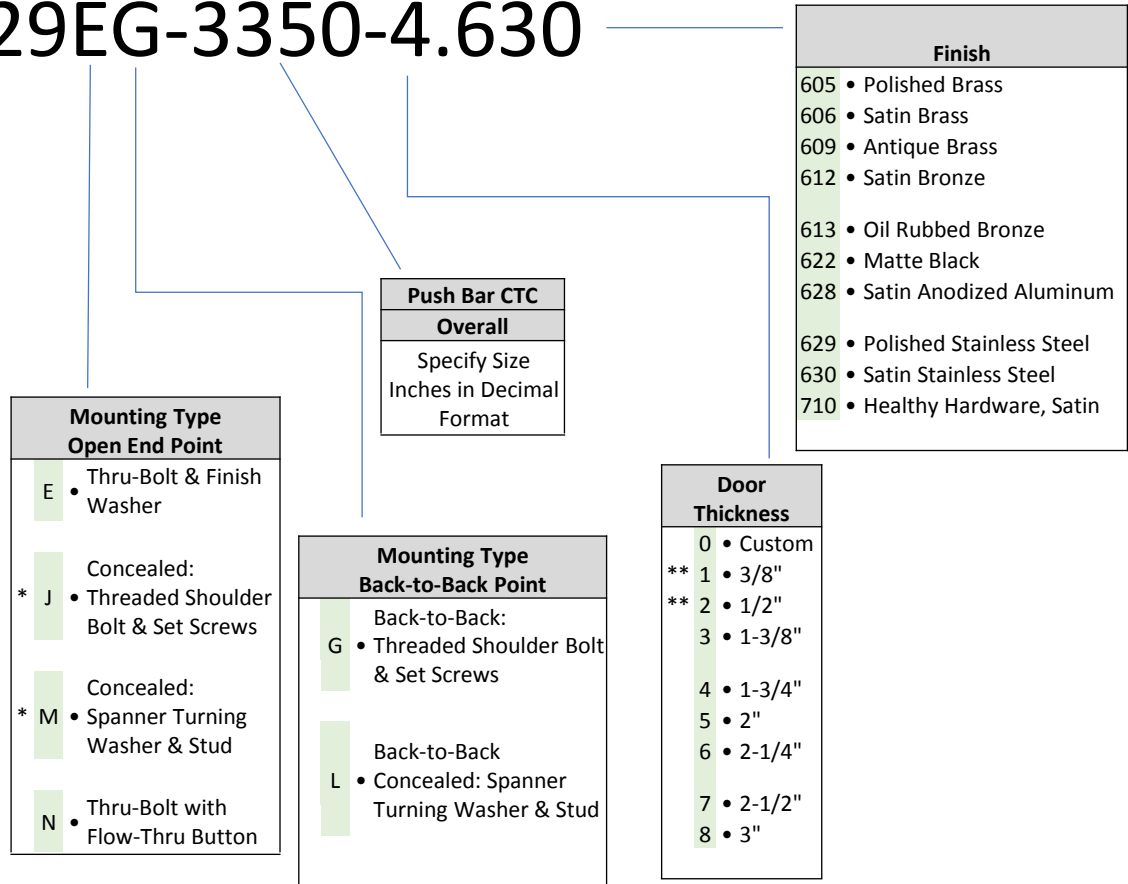 29EG-3350-4.630
Finish
605 • Polished Brass
606 • Satin Brass
609 • Antique Brass
612 • Satin Bronze
613 • Oil Rubbed Bronze
622 • Matte Black
628 • Satin Anodized Aluminum
629 • Polished Stainless Steel
630 • Satin Stainless Steel
710 • Healthy Hardware, Satin
Push Bar CTC
Overall
Specify Size
Inches in Decimal
Format
Mounting Type
Open End Point
E • Thru-Bolt & Finish
Washer
Concealed:
* J • Threaded Shoulder
Bolt & Set Screws
Concealed:
* M • Spanner Turning
Washer & Stud
N • Thru-Bolt with
Flow-Thru Button
Mounting Type
Back-to-Back Point
Back-to-Back:
G • Threaded Shoulder Bolt
& Set Screws
Back-to-Back
L • Concealed: Spanner
Turning Washer & Stud
Door
Thickness
0 • Custom
** 1 • 3/8"
** 2 • 1/2"
3 • 1-3/8"
4 • 1-3/4"
5 • 2"
6 • 2-1/4"
7 • 2-1/2"
8 • 3"